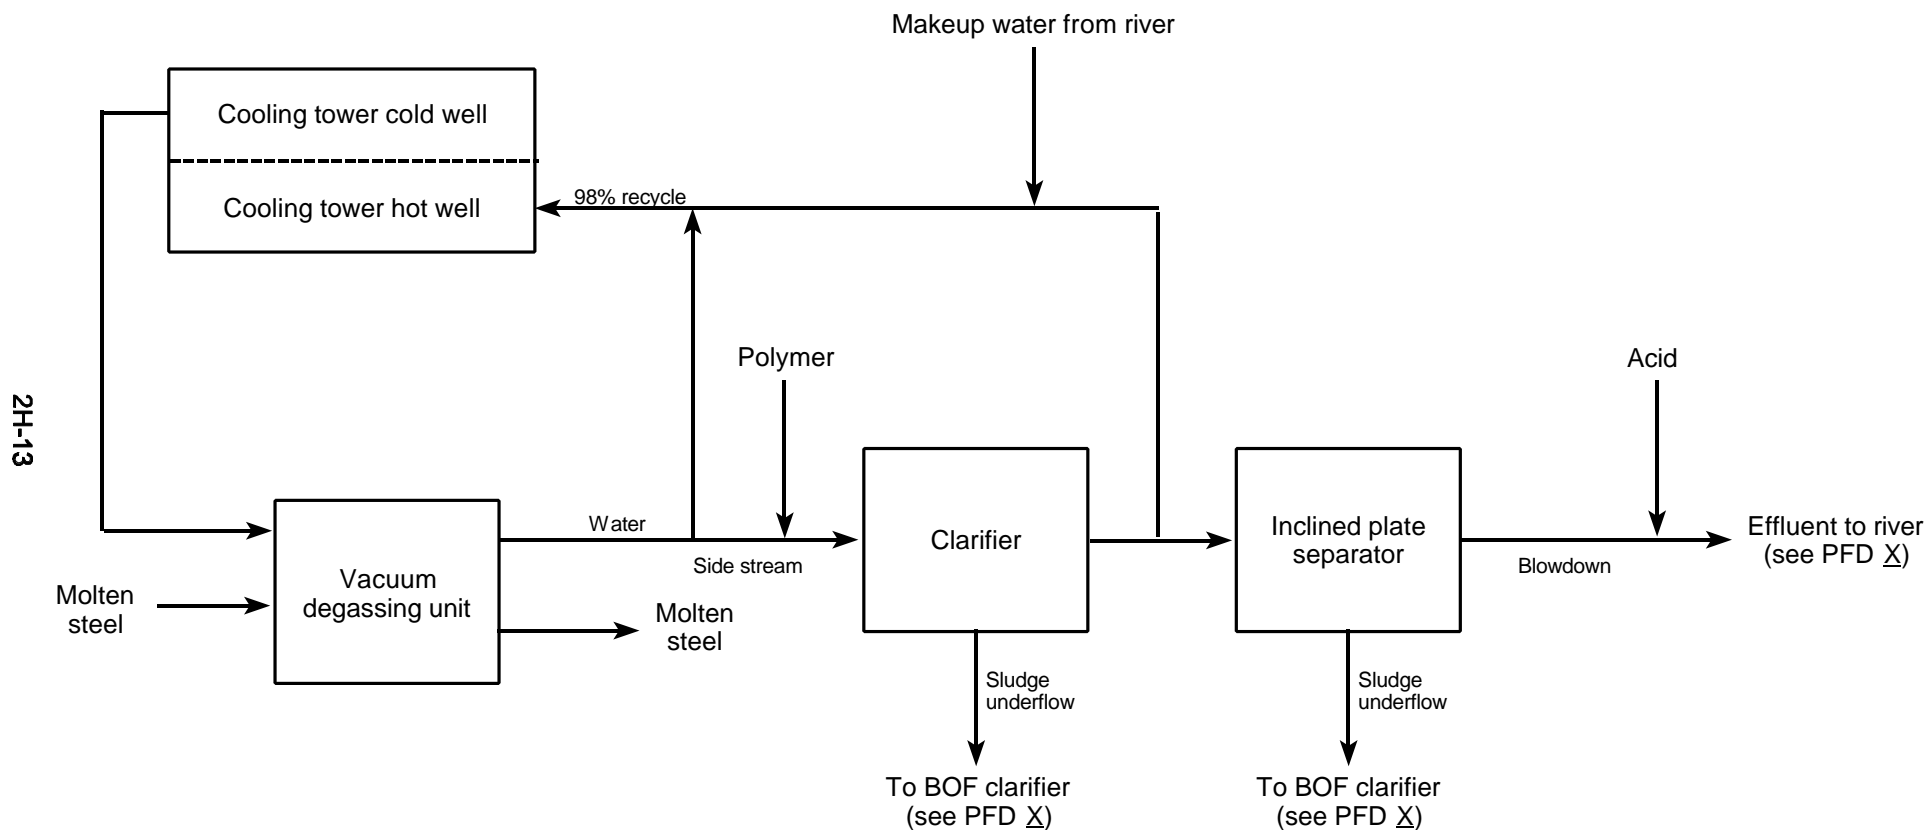 Makeup water from river
Cooling tower cold well
Cooling tower hot well
98% recycle
Polymer
Acid
2H-13
Water
Side stream
Clarifier
Inclined plate
separator
Blowdown
Effluent to river
(see PFD X)
Vacuum
degassing unit
Molten
steel
Molten
steel
Sludge
underflow
Sludge
underflow
To BOF clarifier
(see PFD X)
To BOF clarifier
(see PFD X)